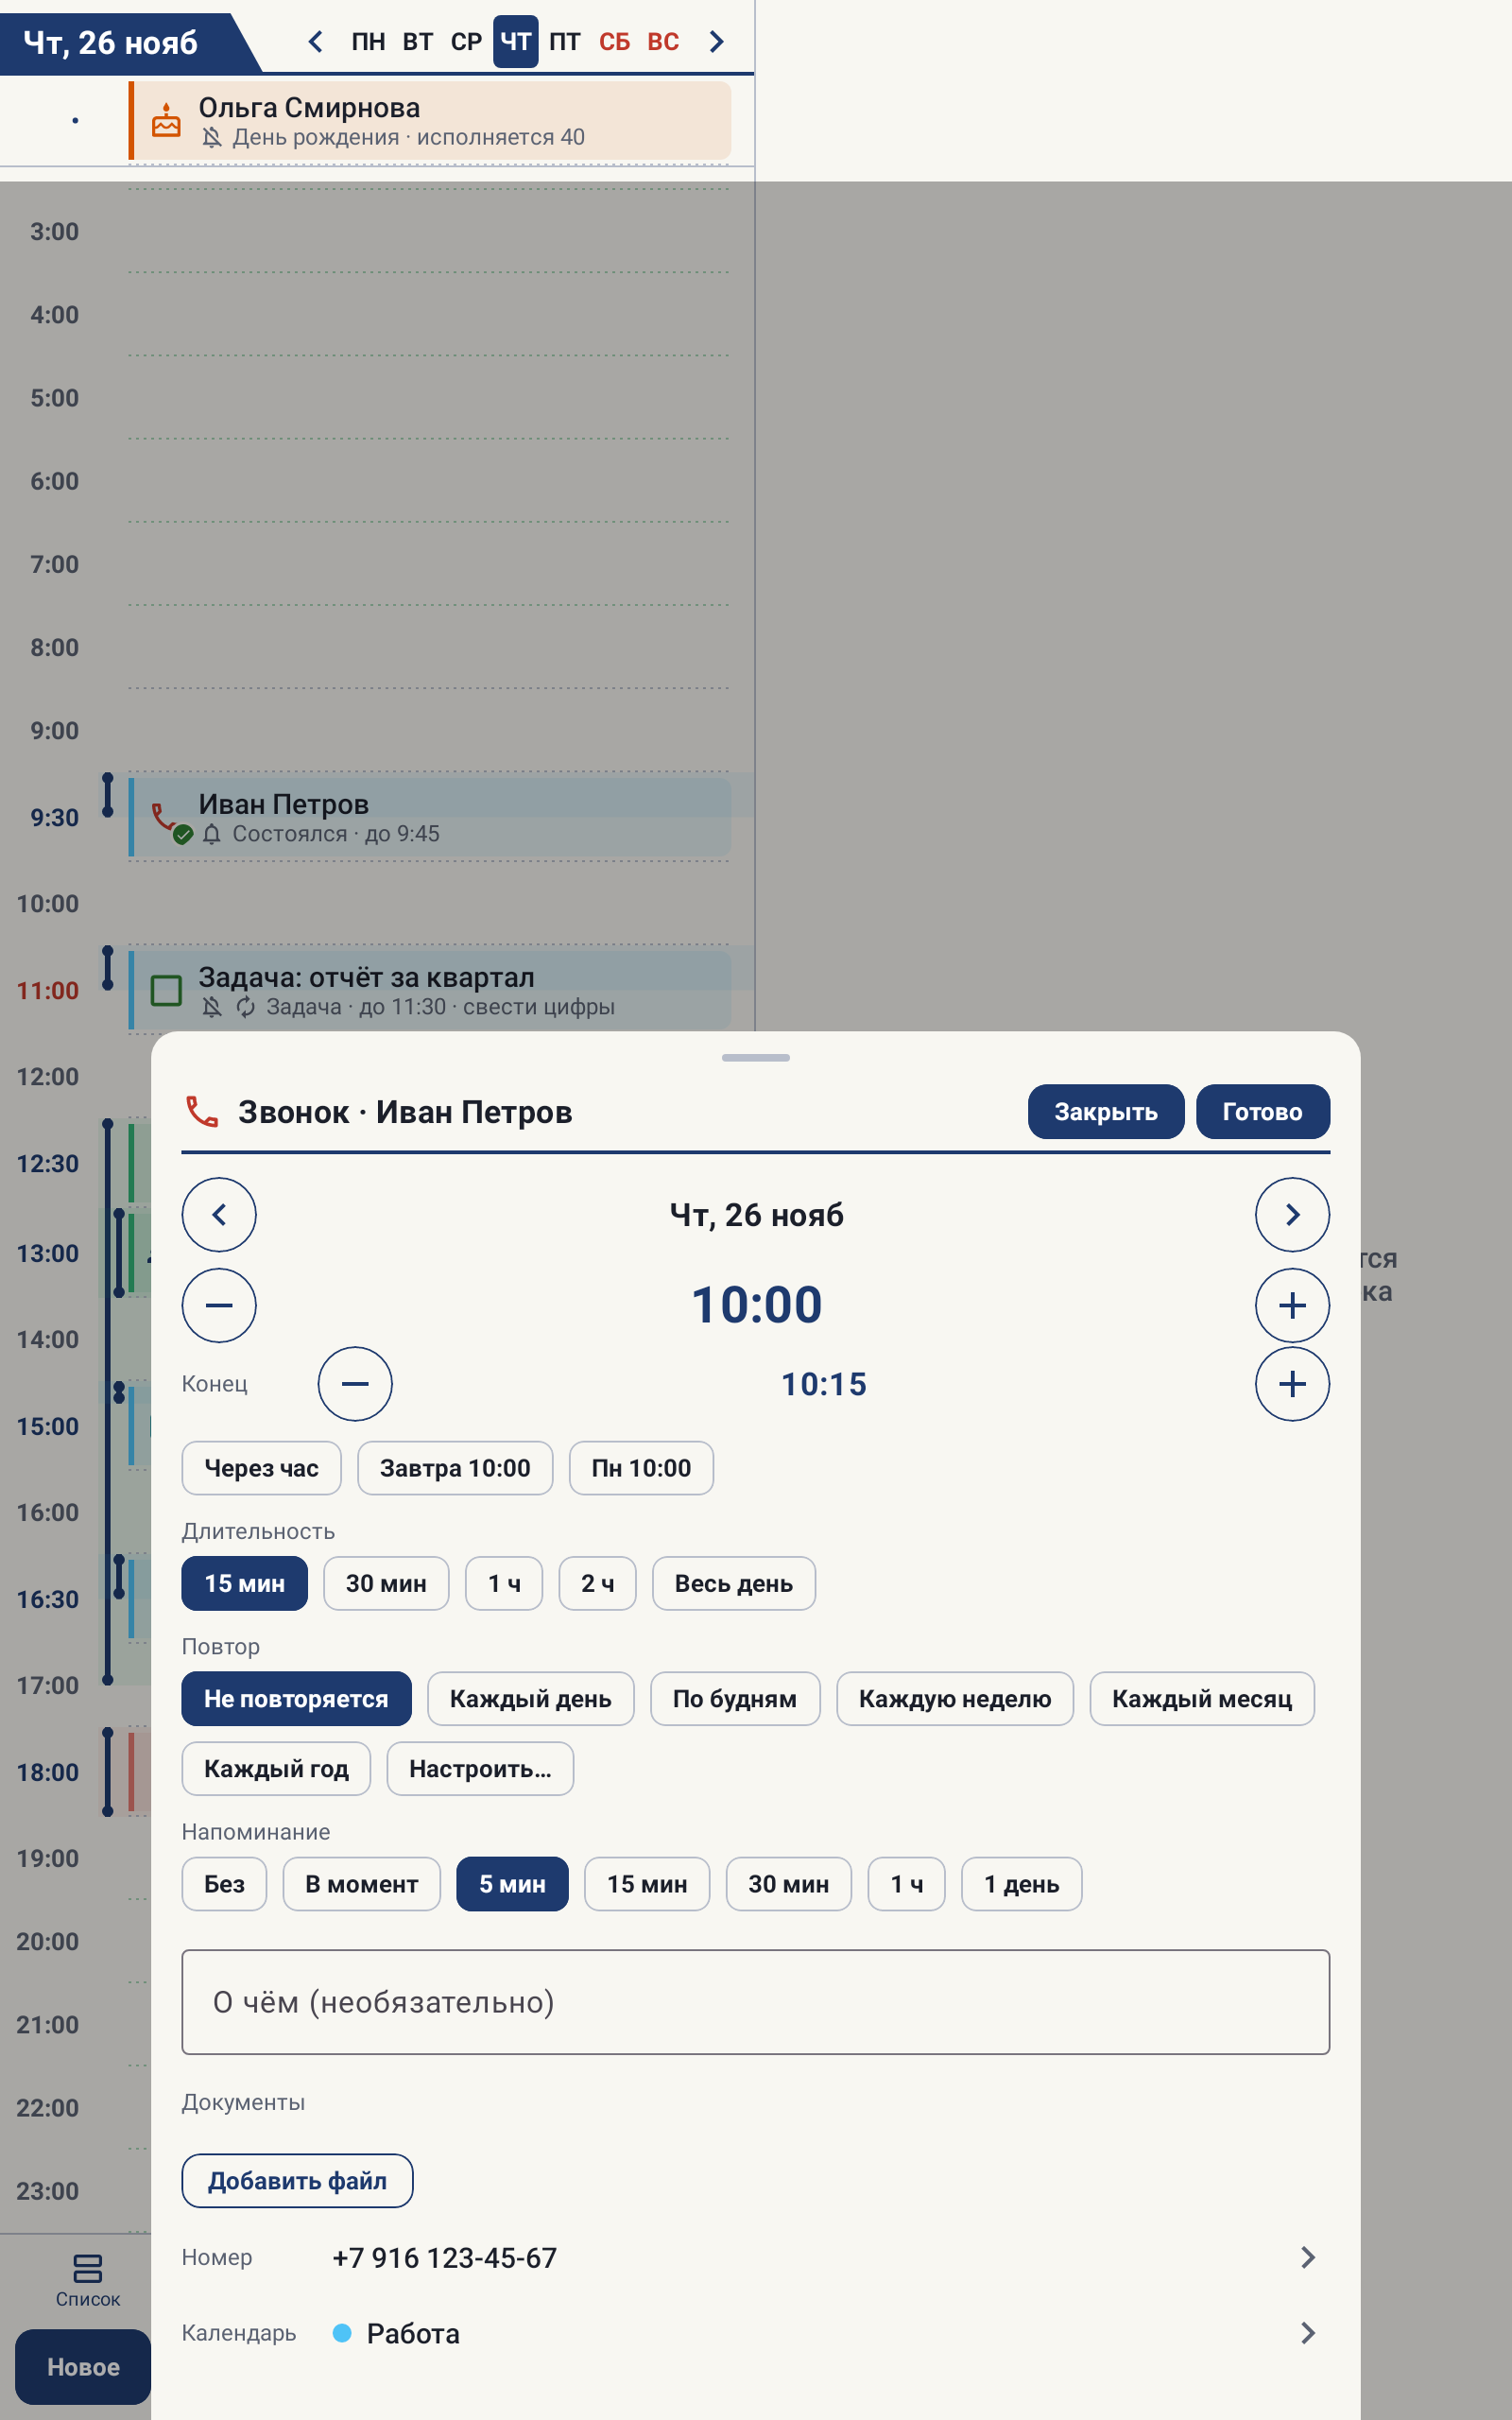 Чт, 26 нояб
ПН ВТ СР ЧТ ПТ СБ ВС
Ольга Смирнова
День рождения · исполняется 40
3:00
4:00
5:00
6:00
7:00
8:00
9:00
9:30
Иван Петров
Состоялся · до 9:45
10:00
11:00
Задача: отчёт за квартал
Задача · до 11:30 · свести цифры
12:00
12:30
13:00
14:00
15:00
16:00
16:30
17:00
18:00
19:00
20:00
21:00
22:00
23:00
Список
Новое
Звонок · Иван Петров
Закрыть
Готово
Чт, 26 нояб
10:00
Конец
10:15
Через час
Завтра 10:00
Пн 10:00
Длительность
15 мин
30 мин
1 ч
2 ч
Весь день
Повтор
Не повторяется
Каждый день
По будням
Каждую неделю
Каждый месяц
Каждый год
Настроить…
Напоминание
Без
В момент
5 мин
15 мин
30 мин
1 ч
1 день
О чём (необязательно)
Документы
Добавить файл
Номер
+7 916 123-45-67
Календарь
Работа